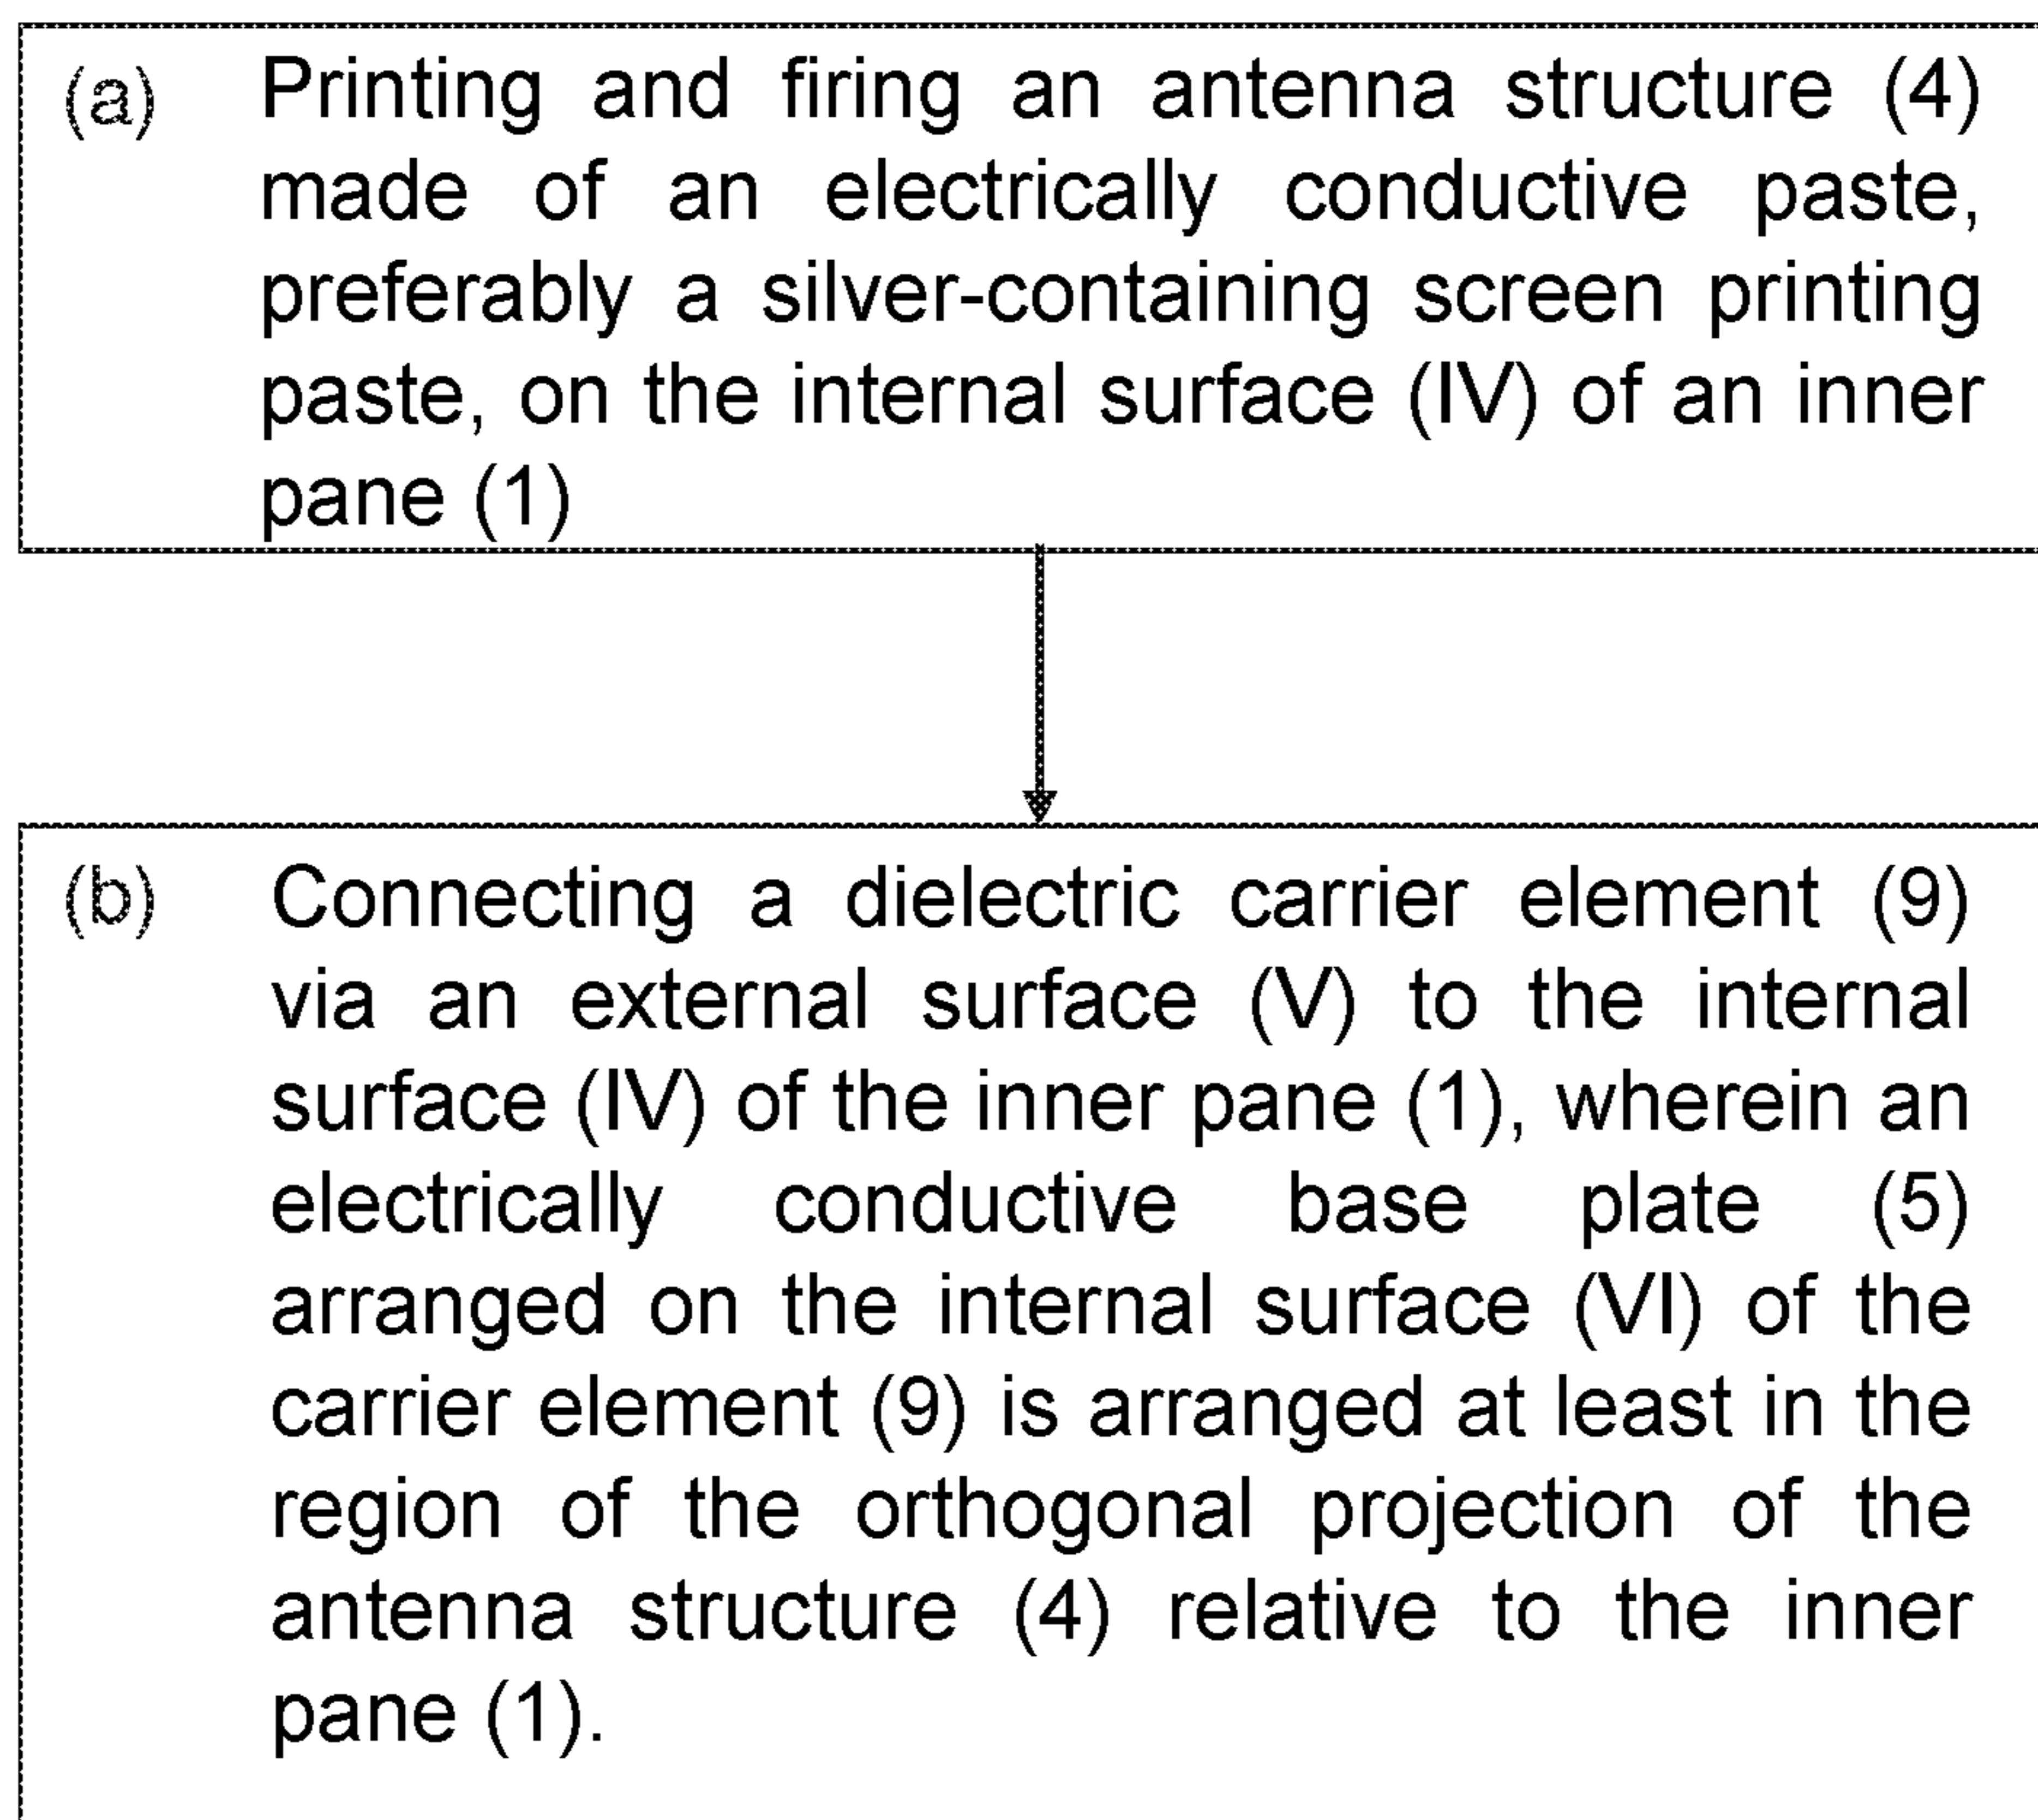 (a) Printing and firing an antenna structure (4)
made of an electrically conductive paste,
preferably a silver-containing screen printing
paste, on the internal surface (IV) of an inner
pane (1)
(b) Connecting a dielectric carrier element (9)
via an external surface (V) to the internal
surface (IV) of the inner pane (1), wherein an
electrically conductive base plate (5)
arranged on the internal surface (VI) of the
carrier element (9) is arranged at least in the
region of the orthogonal projection of the
antenna structure (4) relative to the inner
pane (1).